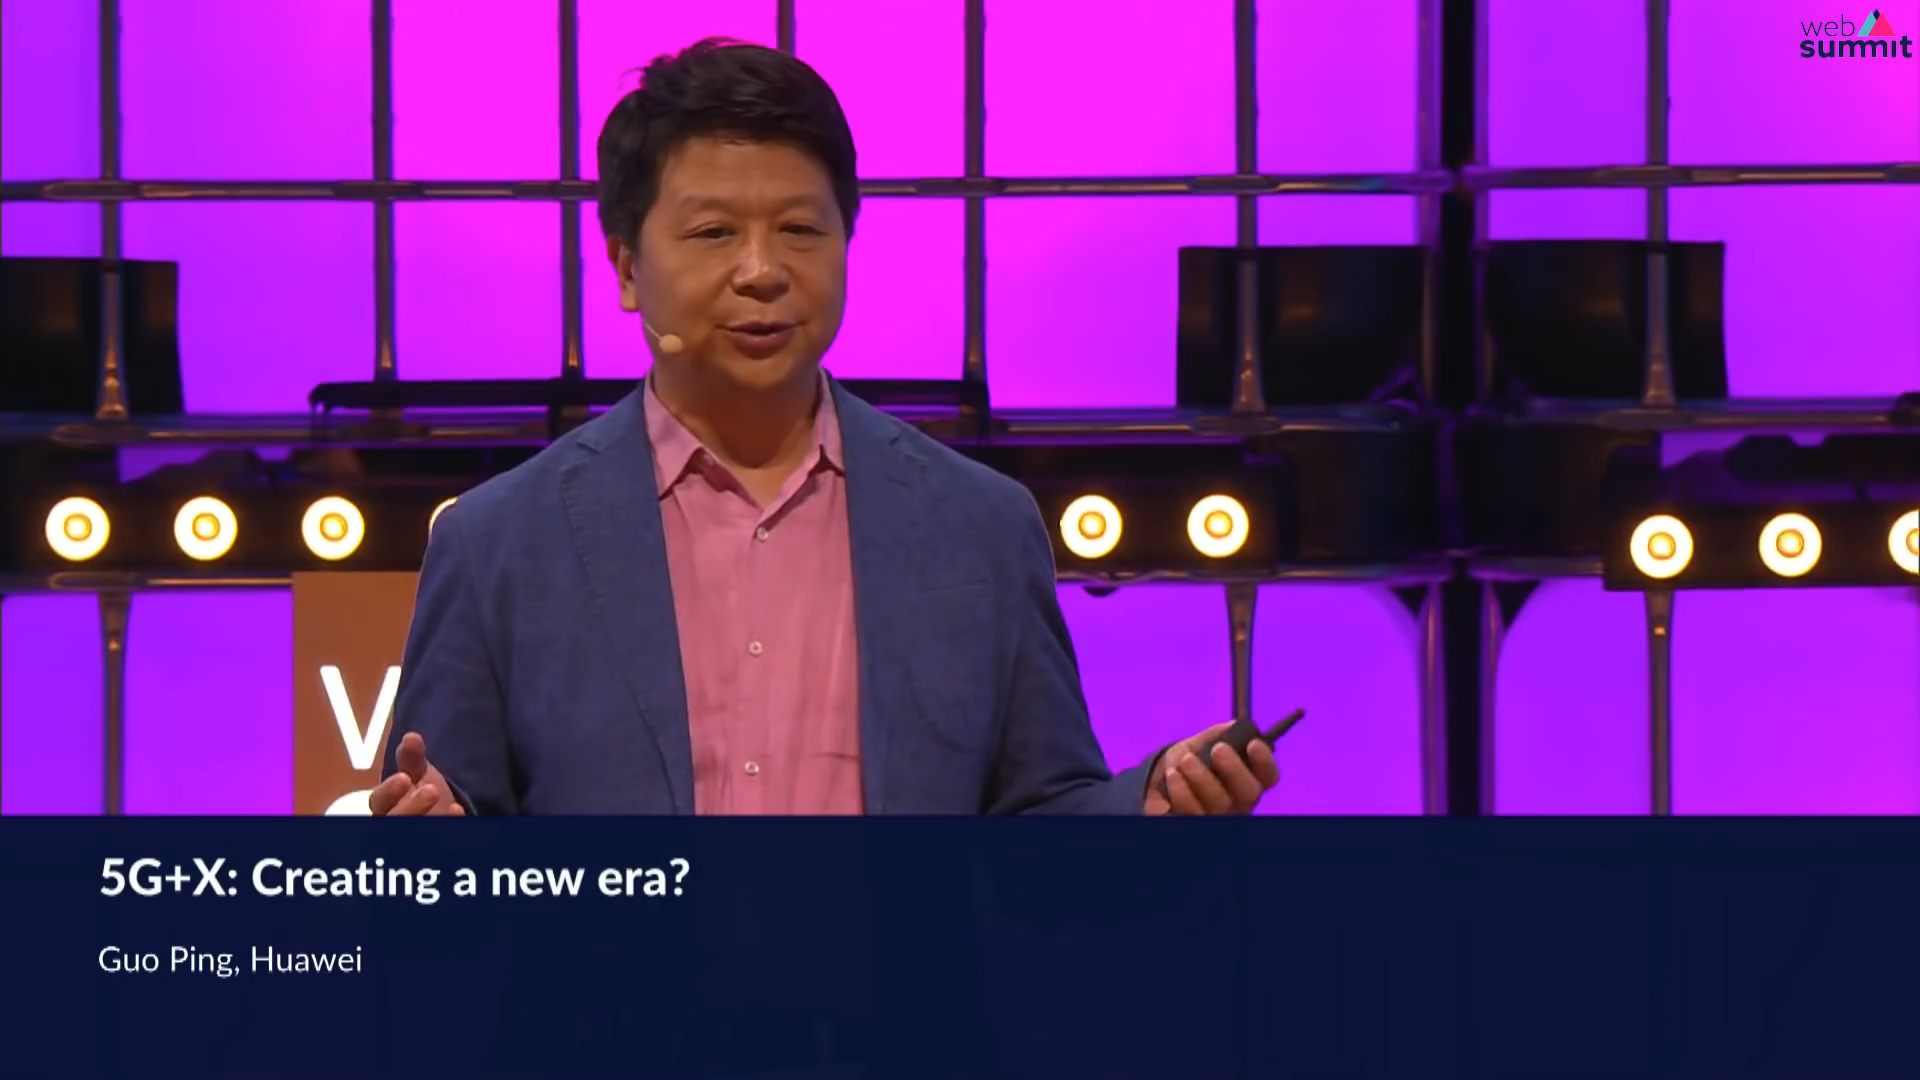 web
summit
V
5G+X: Creating a new era?
Guo Ping, Huawei